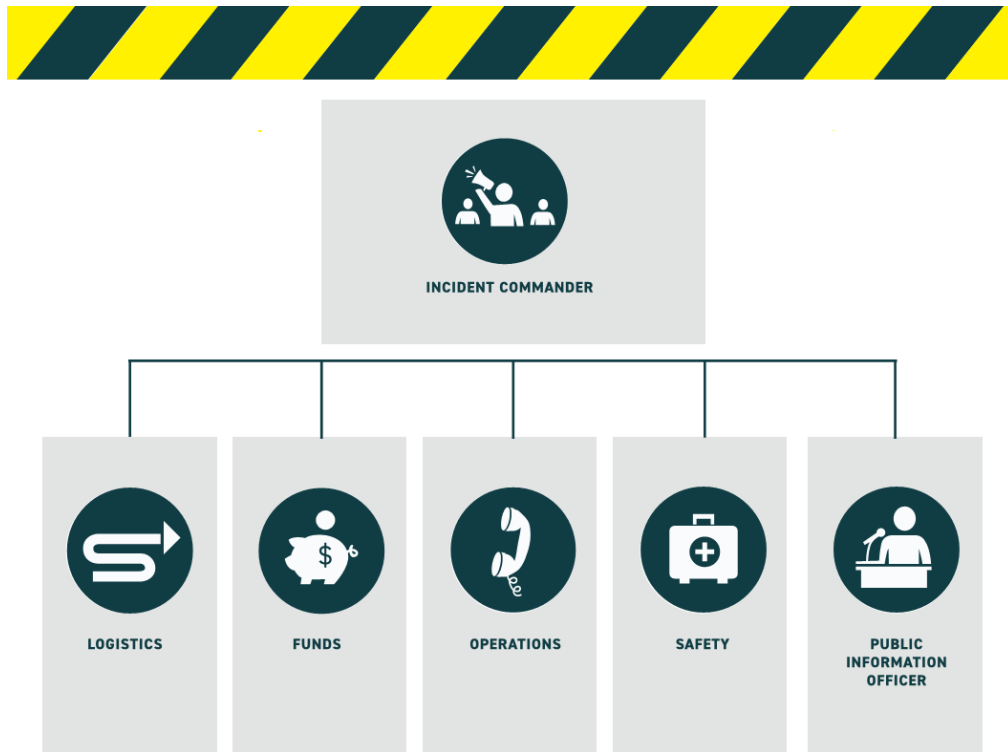 INCIDENT COMMANDER
$
LOGISTICS
FUNDS
OPERATIONS
SAFETY
PUBLIC
INFORMATION
OFFICER